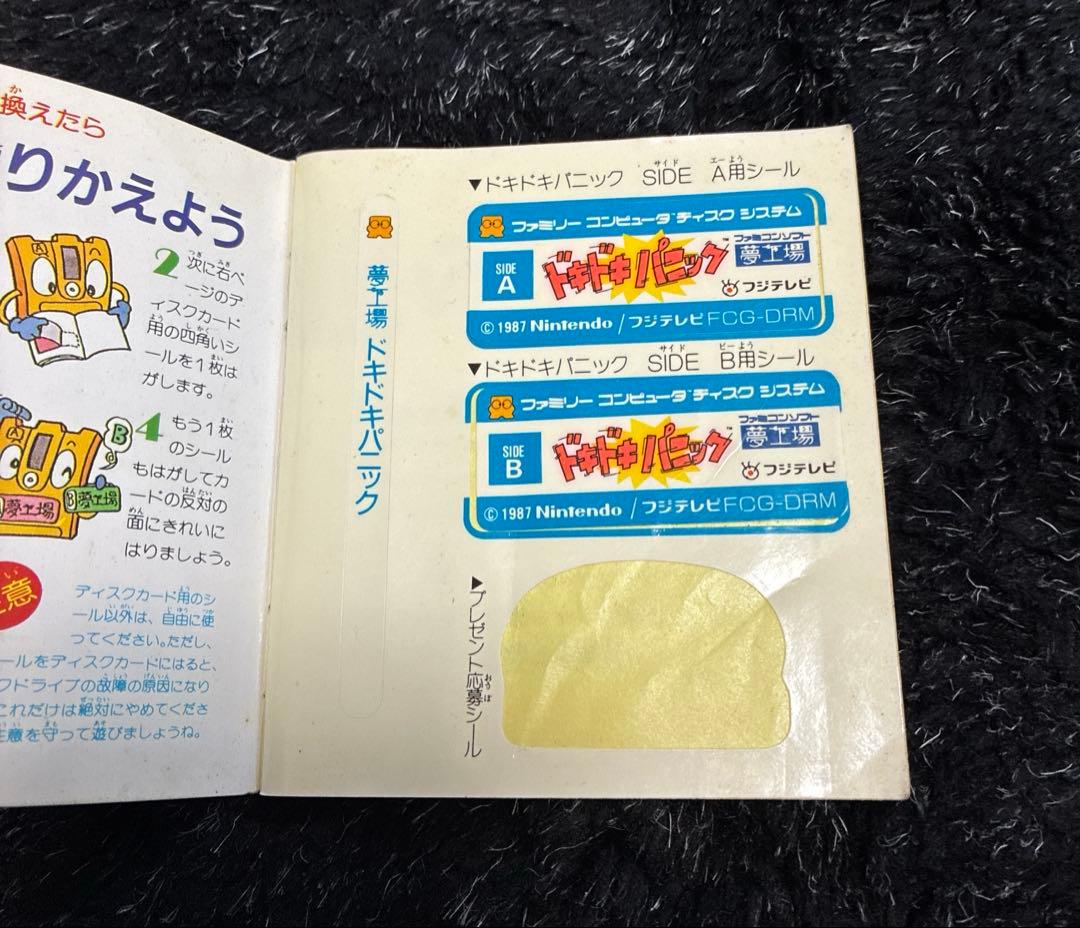 換えたら
りかえよう
2 次に右ペ
ージのデ
ィスクカード
用の四角いシ
ールを1枚は
がします。
4 もう1枚
のシール
もはがしてカ
ードの反対の
面にきれいに
はりましょう。
A
B
夢工場
B夢工場
意
ディスクカード用のシ
ール以外は、自由に使
ってください。ただし、
ールをディスクカードにはると、
クドライブの故障の原因になり
これだけは絶対にやめてくださ
注意を守って遊びましょうね。
夢工場 ドキドキパニック
▼ドキドキパニック SIDE A用シール
ファミリー コンピュータ ディスク システム
SIDE
A
ドキドキパニック™
ファミコンソフト
夢工場
フジテレビ
© 1987 Nintendo / フジテレビ FCG-DRM
▼ドキドキパニック SIDE B用シール
ファミリー コンピュータ ディスク システム
SIDE
B
ドキドキパニック™
ファミコンソフト
夢工場
フジテレビ
© 1987 Nintendo / フジテレビ FCG-DRM
▶プレゼント応募シール